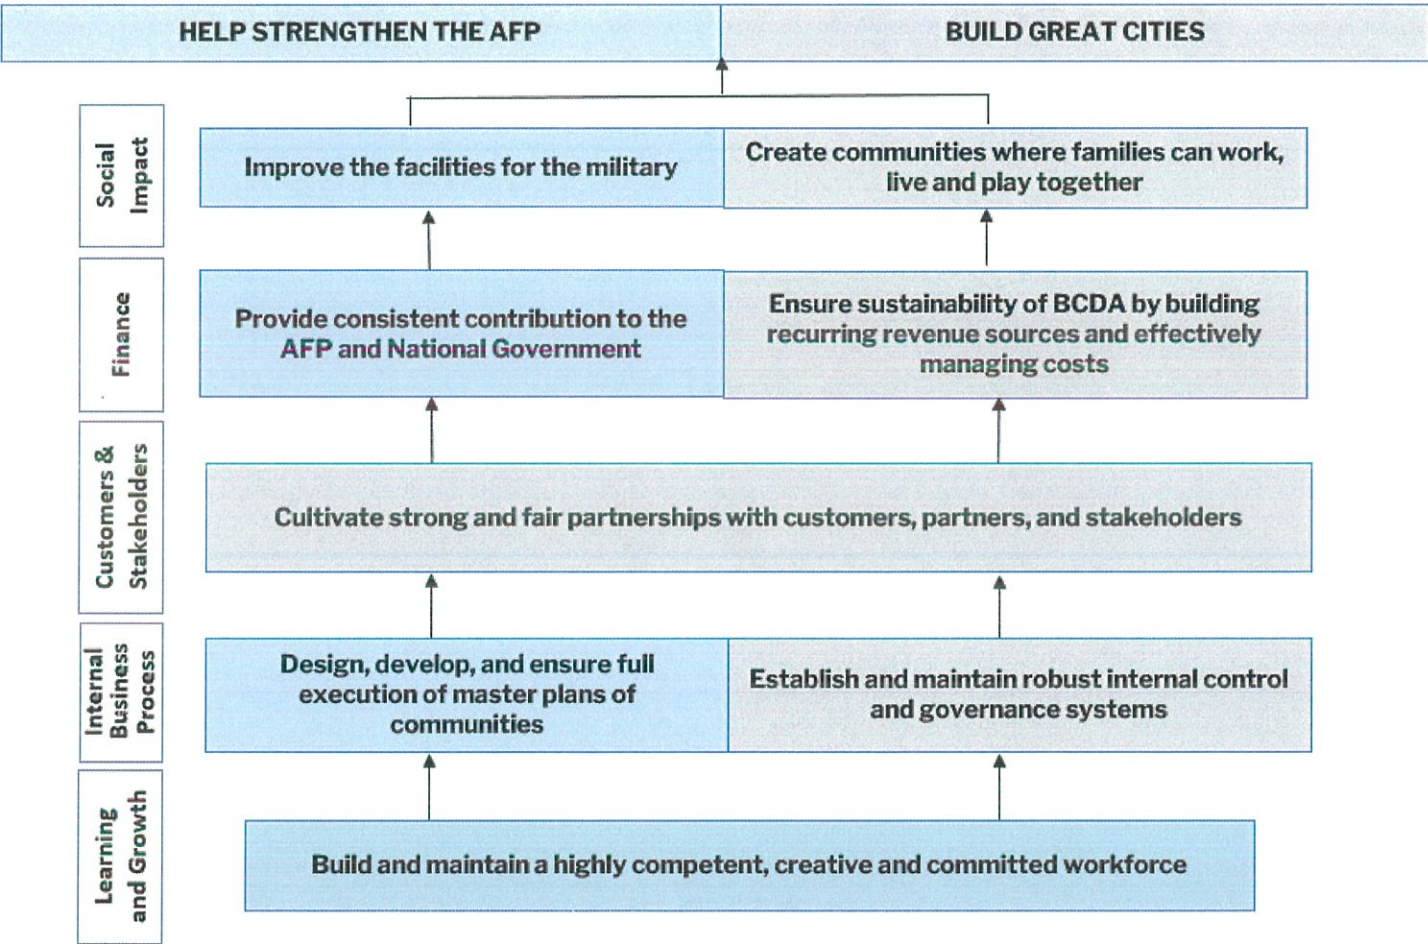 HELP STRENGTHEN THE AFP
BUILD GREAT CITIES
Social
Impact
Improve the facilities for the military
Create communities where families can work,
live and play together
Finance
Provide consistent contribution to the
AFP and National Government
Ensure sustainability of BCDA by building
recurring revenue sources and effectively
managing costs
Customers &
Stakeholders
Cultivate strong and fair partnerships with customers, partners, and stakeholders
Internal
Business
Process
Design, develop, and ensure full
execution of master plans of
communities
Establish and maintain robust internal control
and governance systems
Learning
and Growth
Build and maintain a highly competent, creative and committed workforce